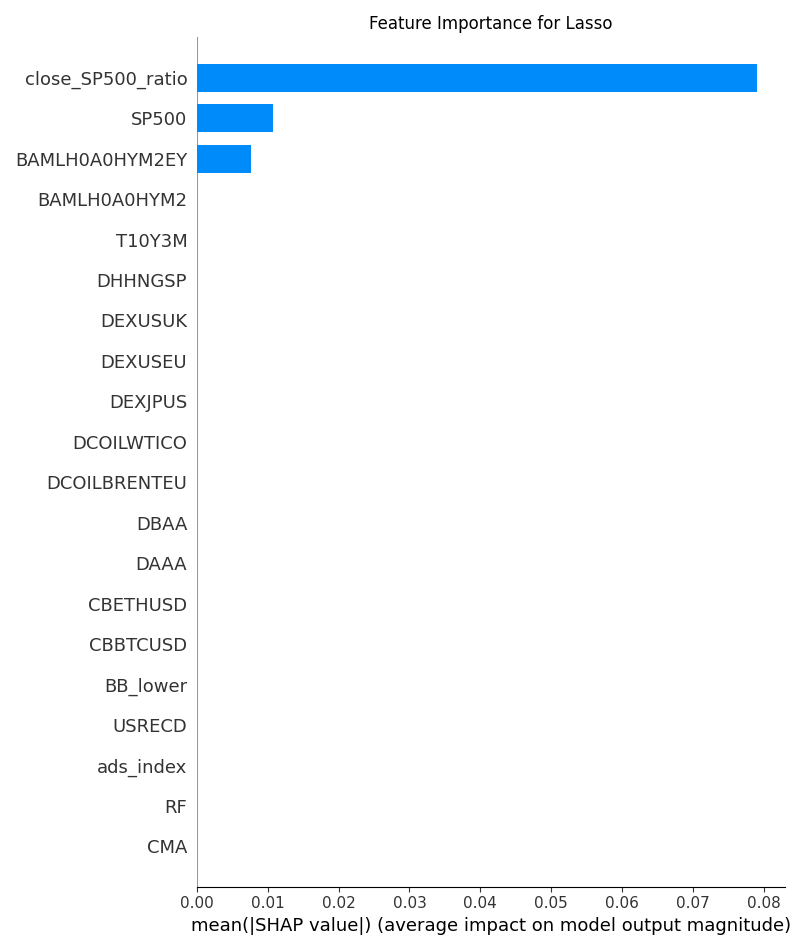 Feature Importance for Lasso
close_SP500_ratio
SP500
BAMLH0A0HYM2EY
BAMLH0A0HYM2
T10Y3M
DHHNGSP
DEXUSUK
DEXUSEU
DEXJPUS
DCOILWTICO
DCOILBRENTEU
DBAA
DAAA
CBETHUSD
CBBTCUSD
BB_lower
USRECD
ads_index
RF
CMA
0.00 0.01 0.02 0.03 0.04 0.05 0.06 0.07 0.08
mean(|SHAP value|) (average impact on model output magnitude)